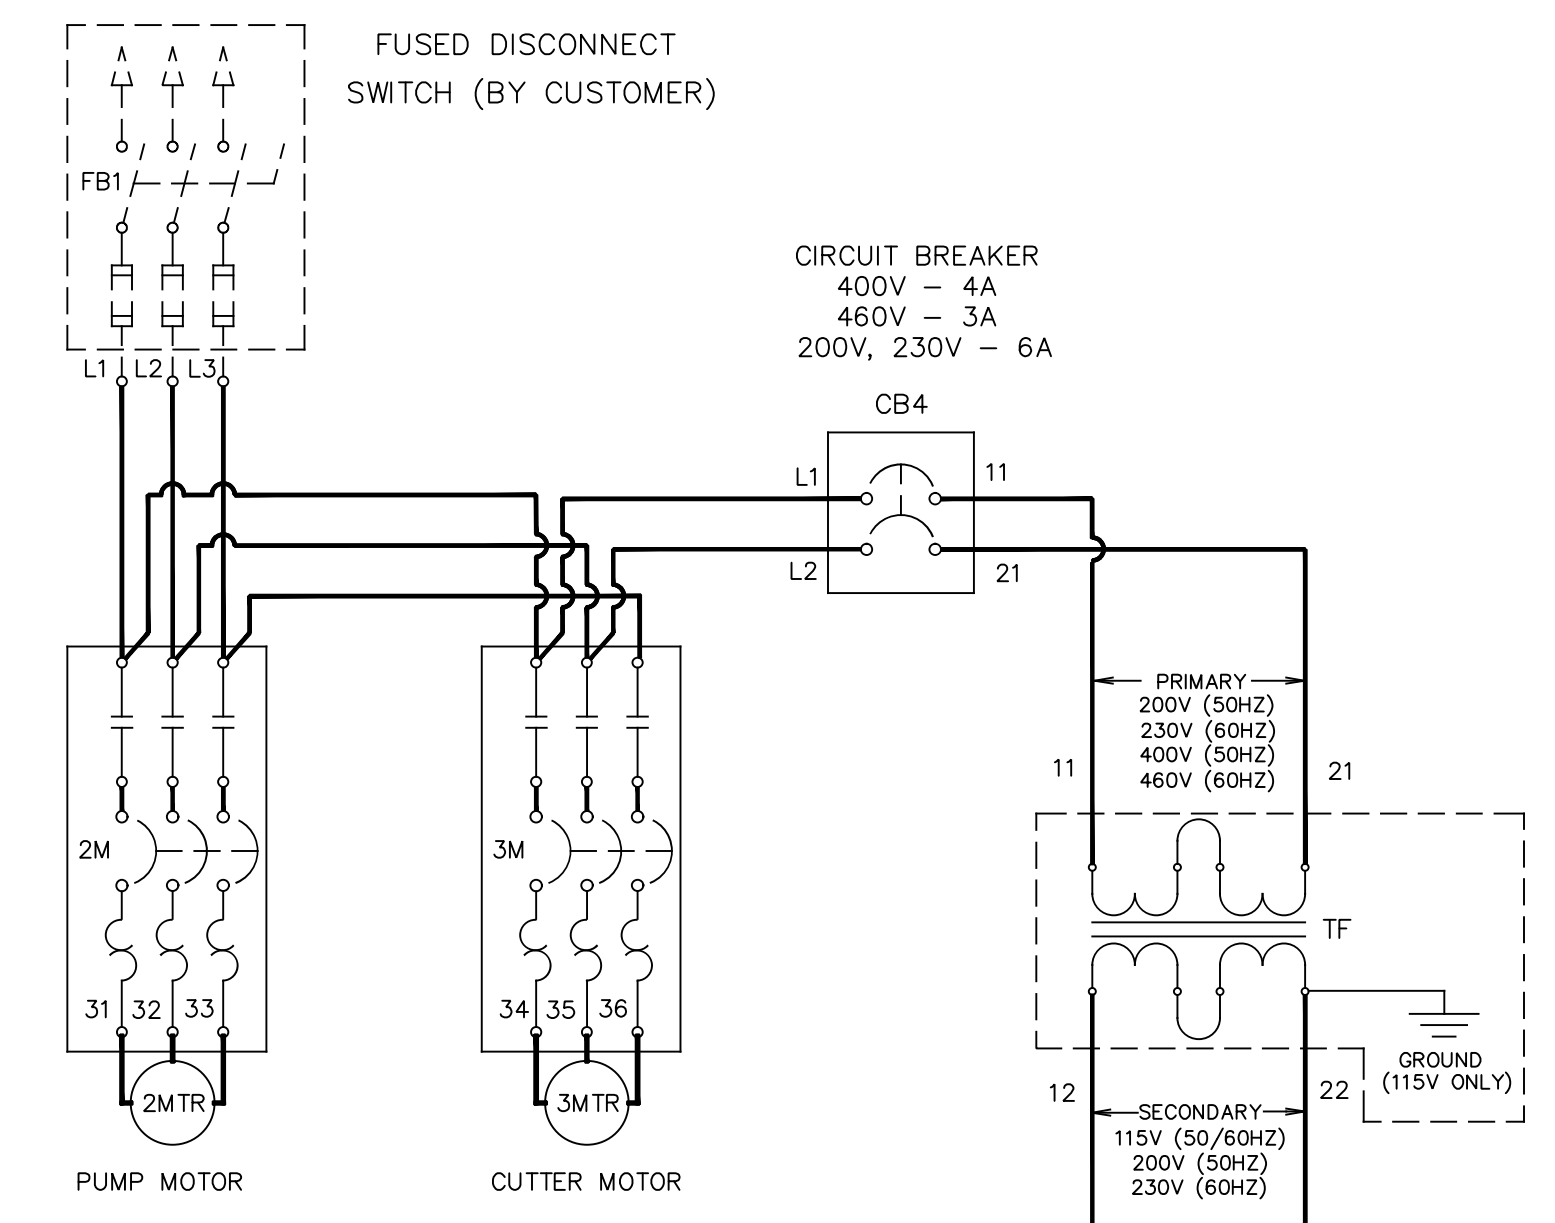 FUSED DISCONNECT
SWITCH (BY CUSTOMER)
FB1
L1 L2 L3
CIRCUIT BREAKER
400V – 4A
460V – 3A
200V, 230V – 6A
CB4
L1 11
L2 21
PRIMARY
200V (50HZ)
230V (60HZ)
400V (50HZ)
460V (60HZ)
11 21
2M 3M
TF
31 32 33 34 35 36
GROUND
(115V ONLY)
12 22
2MTR 3MTR
SECONDARY
115V (50/60HZ)
200V (50HZ)
230V (60HZ)
PUMP MOTOR CUTTER MOTOR